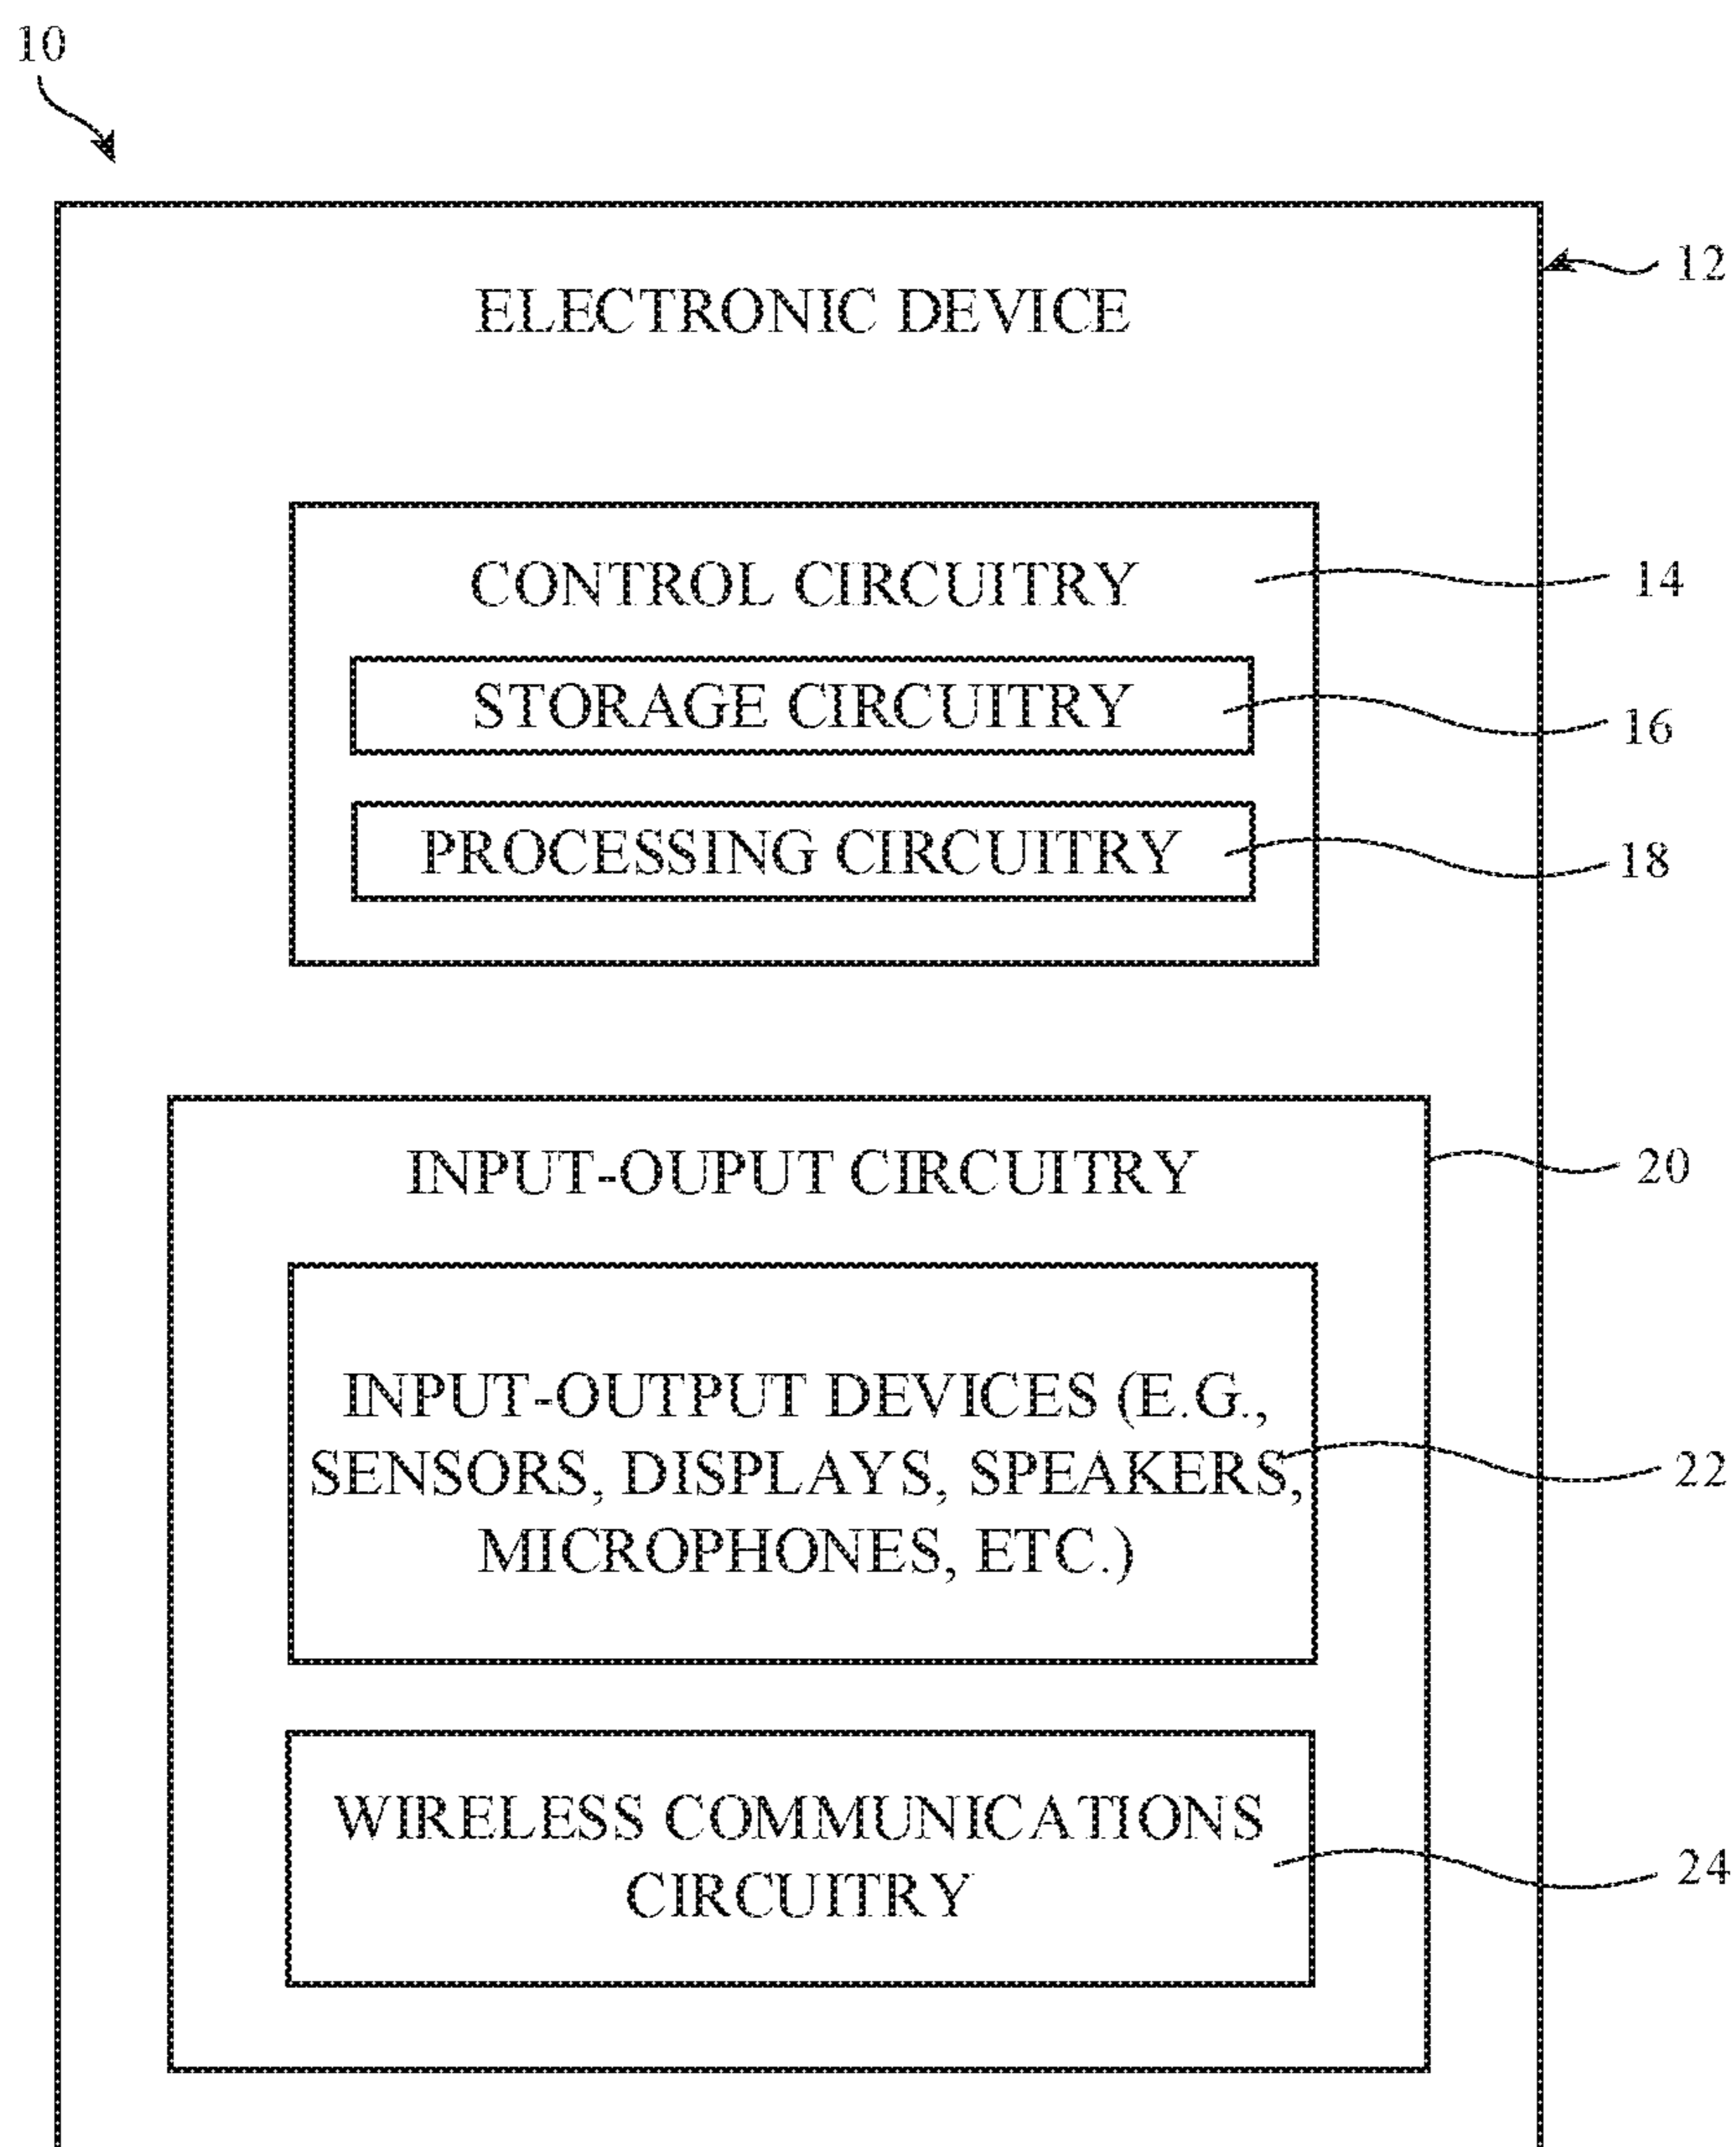 10
12
ELECTRONIC DEVICE
CONTROL CIRCUITRY
14
STORAGE CIRCUITRY
16
PROCESSING CIRCUITRY
18
INPUT-OUPUT CIRCUITRY
20
INPUT-OUTPUT DEVICES (E.G.,
SENSORS, DISPLAYS, SPEAKERS,
22
MICROPHONES, ETC.)
WIRELESS COMMUNICATIONS
24
CIRCUITRY